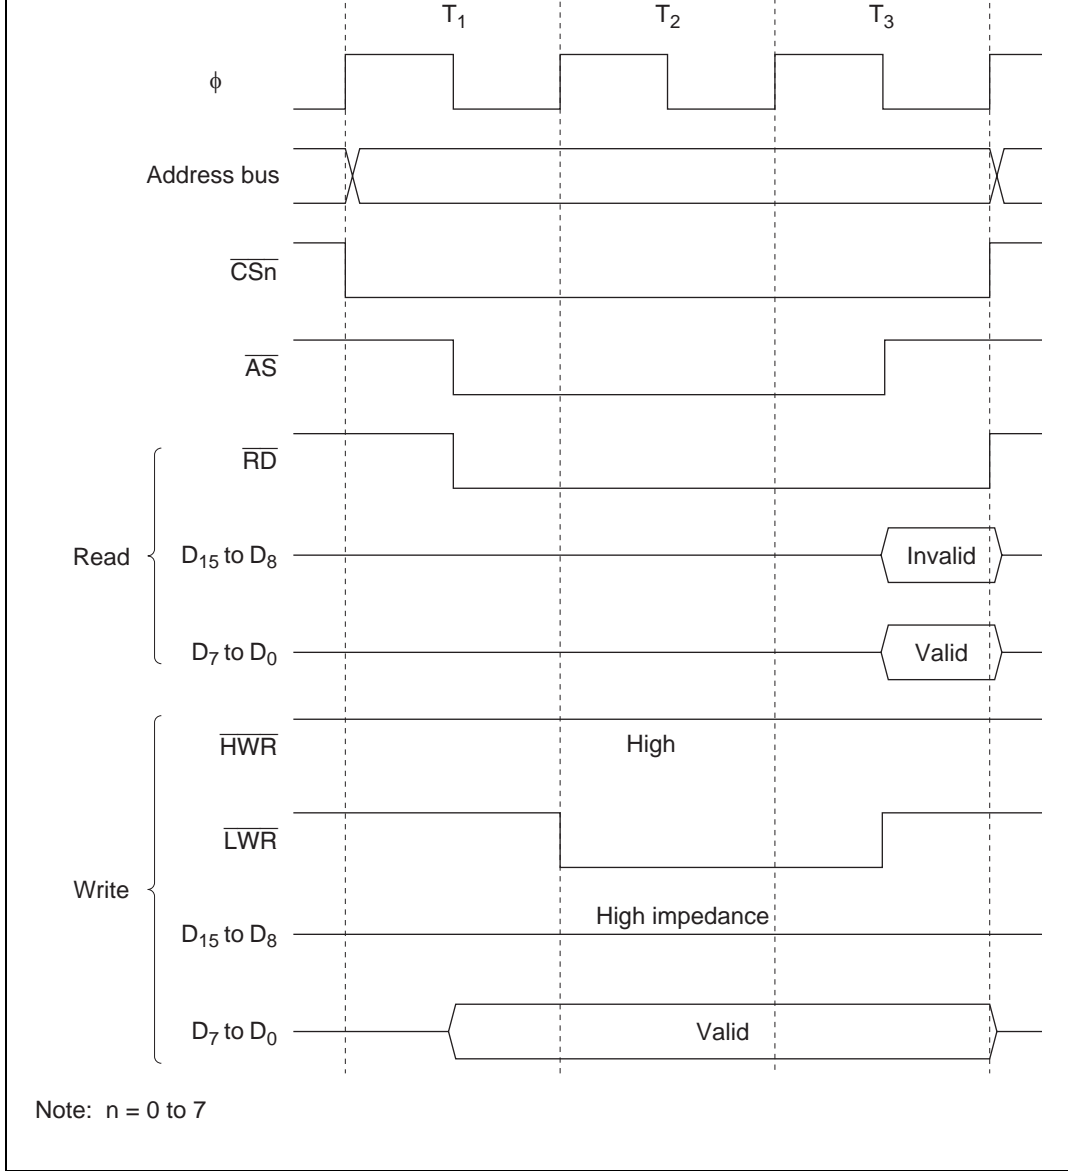 T1 T2 T3
ϕ
Address bus
CSn
AS
RD
Read
D15 to D8 Invalid
D7 to D0 Valid
HWR High
LWR
Write
High impedance
D15 to D8
D7 to D0 Valid
Note: n = 0 to 7